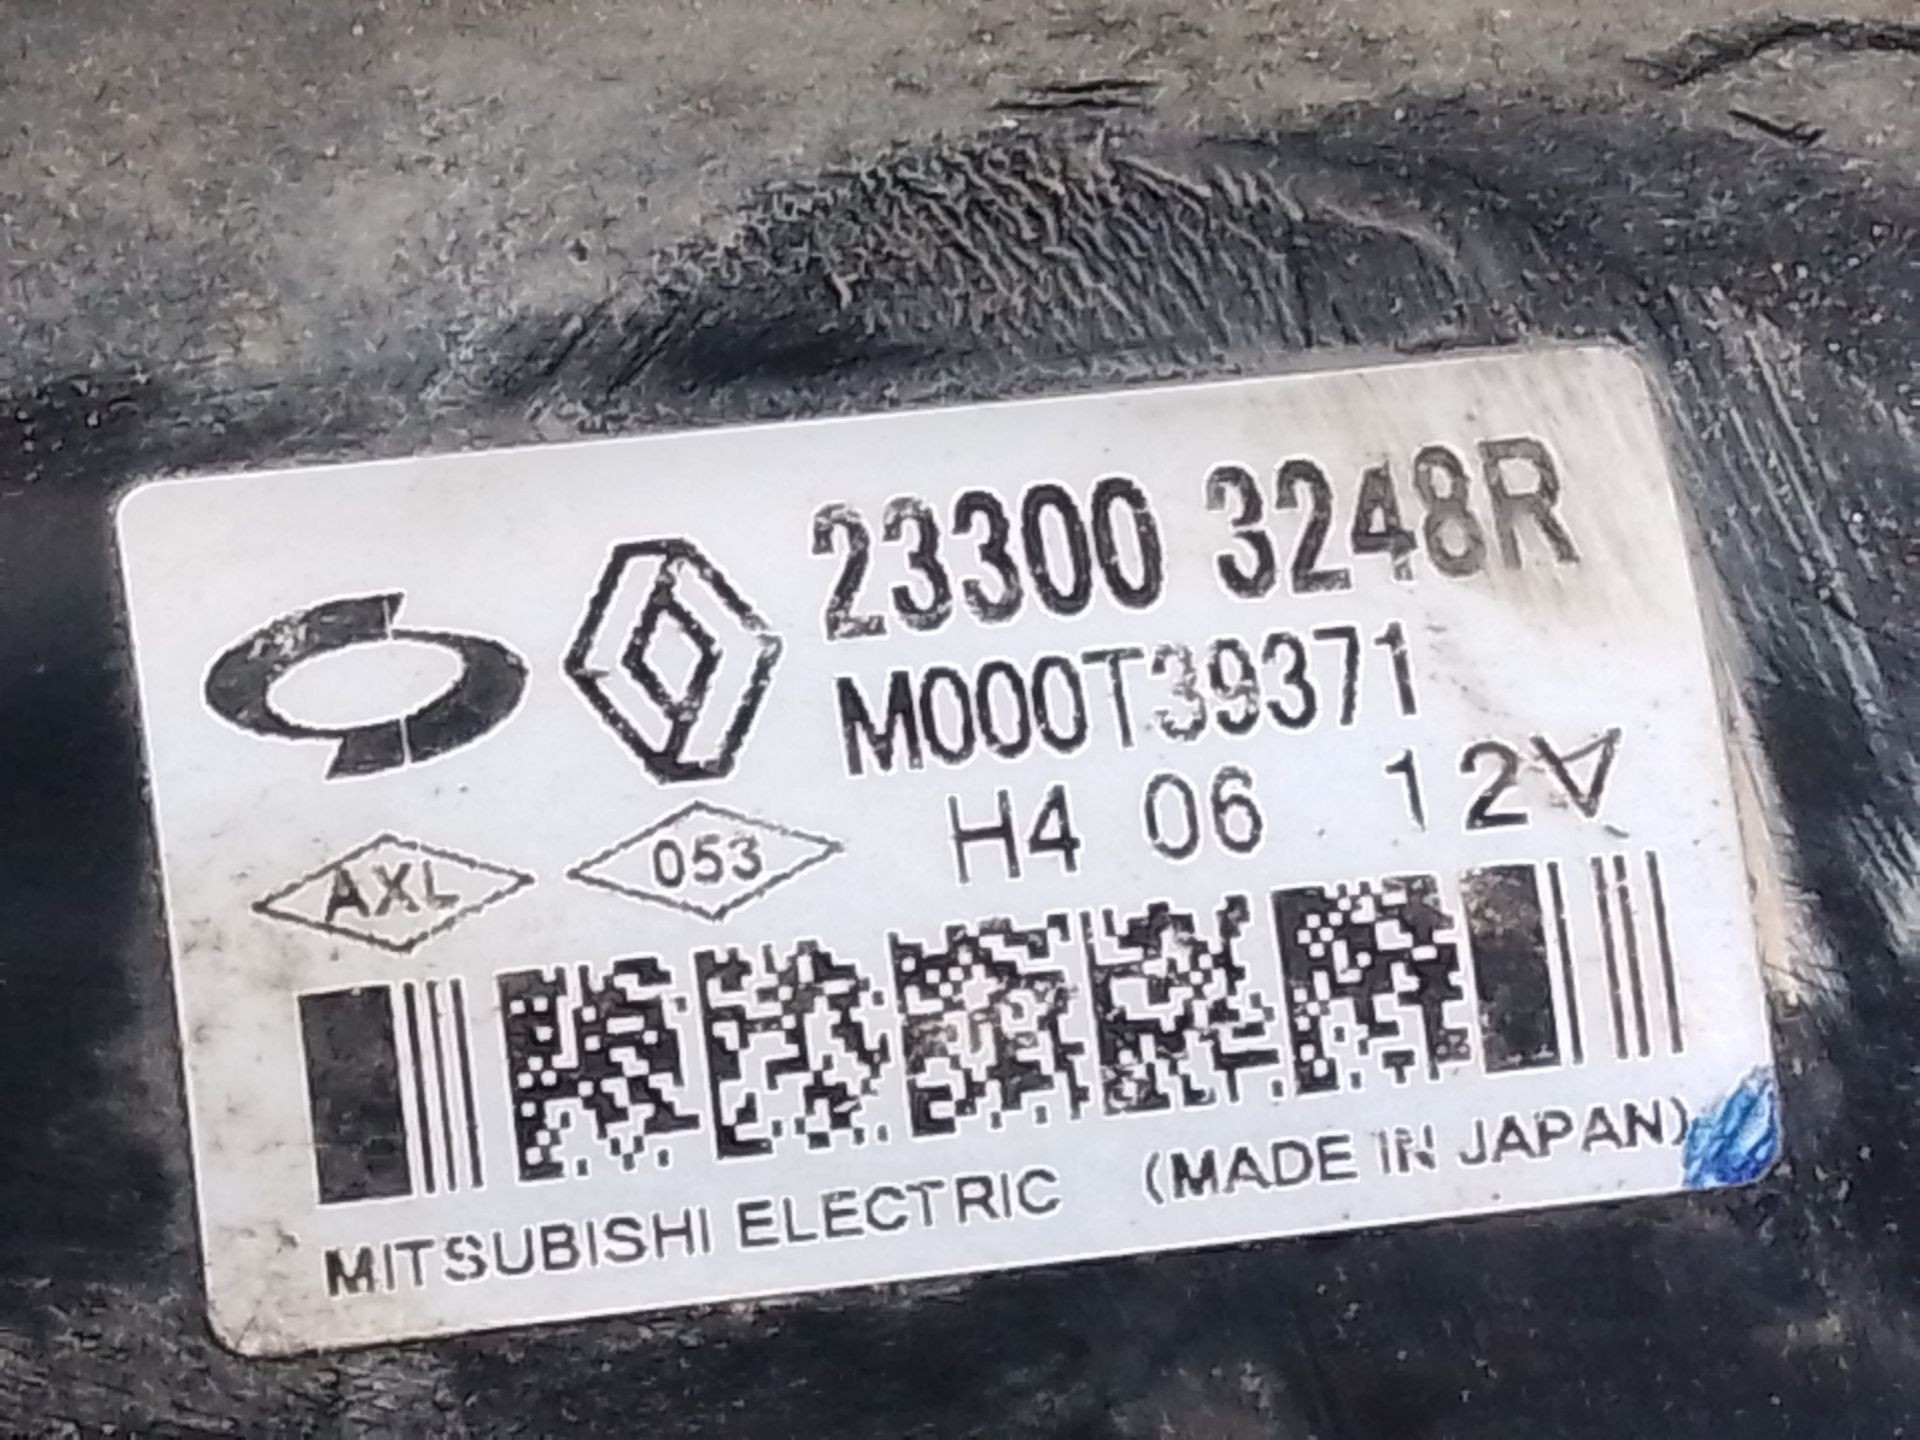 23300 3248R
M000T39371
AXL 053 H4 06 12V
MITSUBISHI ELECTRIC (MADE IN JAPAN)